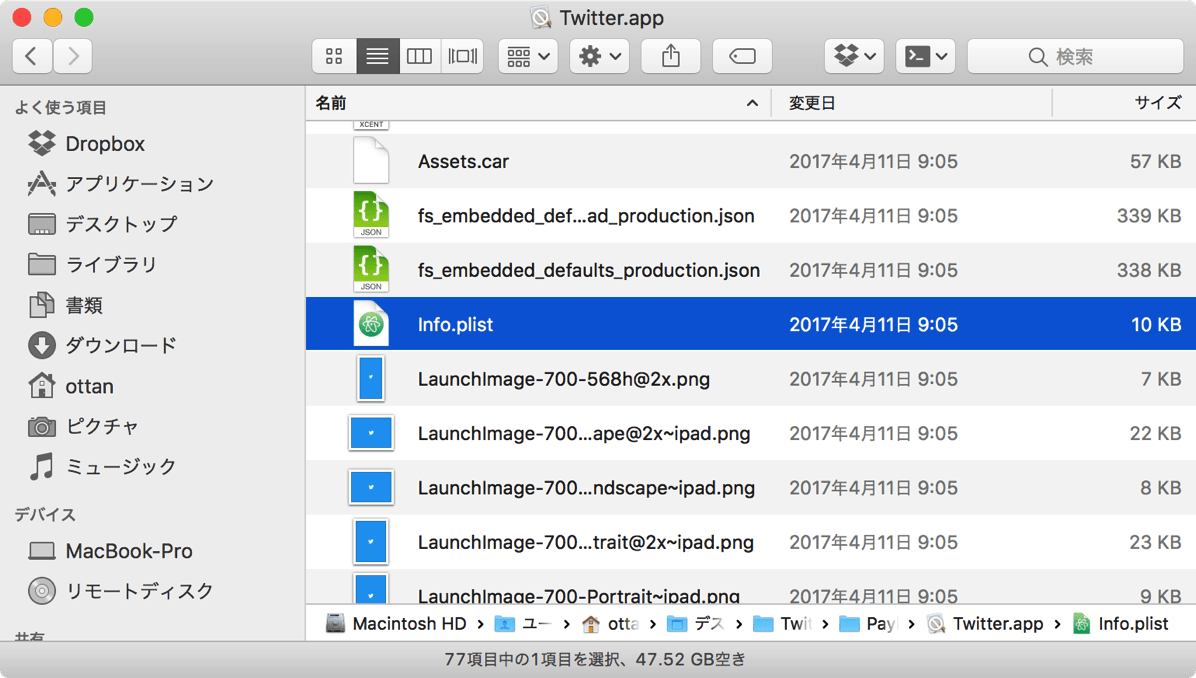 Twitter.app
検索
よく使う項目
Dropbox
アプリケーション
デスクトップ
ライブラリ
書類
ダウンロード
ottan
ピクチャ
ミュージック
デバイス
MacBook-Pro
リモートディスク
共有
名前 変更日 サイズ
XCENT
Assets.car 2017年4月11日 9:05 57 KB
fs_embedded_def...ad_production.json 2017年4月11日 9:05 339 KB
JSON
fs_embedded_defaults_production.json 2017年4月11日 9:05 338 KB
JSON
Info.plist 2017年4月11日 9:05 10 KB
LaunchImage-700-568h@2x.png 2017年4月11日 9:05 7 KB
LaunchImage-700...ape@2x~ipad.png 2017年4月11日 9:05 22 KB
LaunchImage-700...ndscape~ipad.png 2017年4月11日 9:05 8 KB
LaunchImage-700...trait@2x~ipad.png 2017年4月11日 9:05 23 KB
LaunchImage-700-Portrait~ipad.png 2017年4月11日 9:05 9 KB
Macintosh HD › ユー › otta › デス › Twit › Payl › Twitter.app › Info.plist
77項目中の1項目を選択、47.52 GB空き